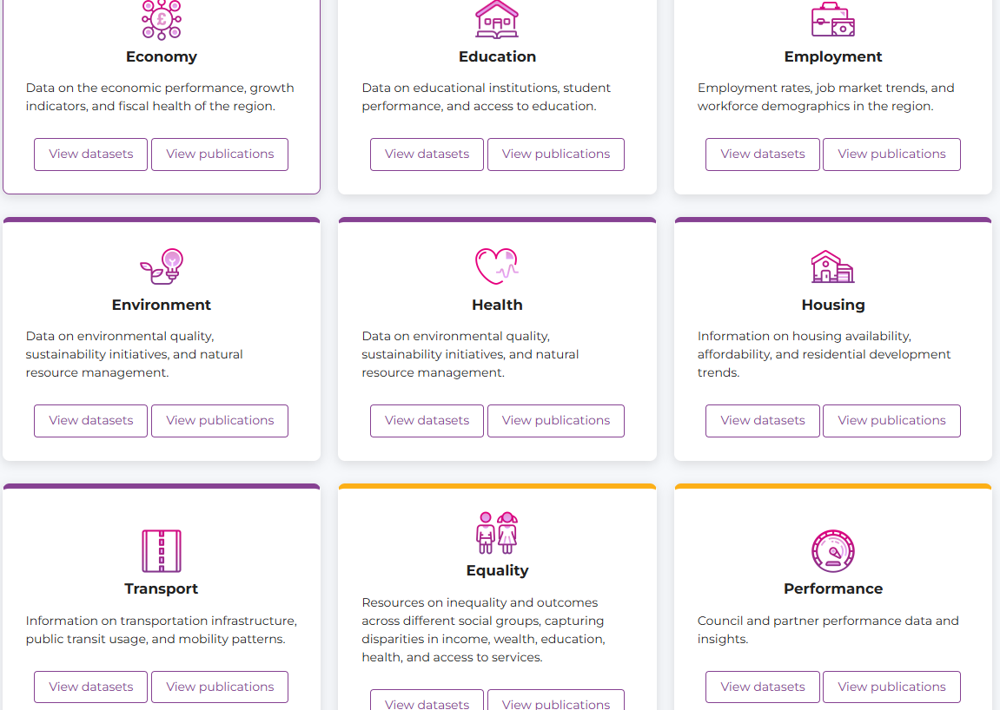 £
Economy
Data on the economic performance, growth
indicators, and fiscal health of the region.
View datasets
View publications
Education
Data on educational institutions, student
performance, and access to education.
View datasets
View publications
Employment
Employment rates, job market trends, and
workforce demographics in the region.
View datasets
View publications
Environment
Data on environmental quality,
sustainability initiatives, and natural
resource management.
View datasets
View publications
Health
Data on environmental quality,
sustainability initiatives, and natural
resource management.
View datasets
View publications
Housing
Information on housing availability,
affordability, and residential development
trends.
View datasets
View publications
Transport
Information on transportation infrastructure,
public transit usage, and mobility patterns.
View datasets
View publications
Equality
Resources on inequality and outcomes
across different social groups, capturing
disparities in income, wealth, education,
health, and access to services.
View datasets
View publications
Performance
Council and partner performance data and
insights.
View datasets
View publications